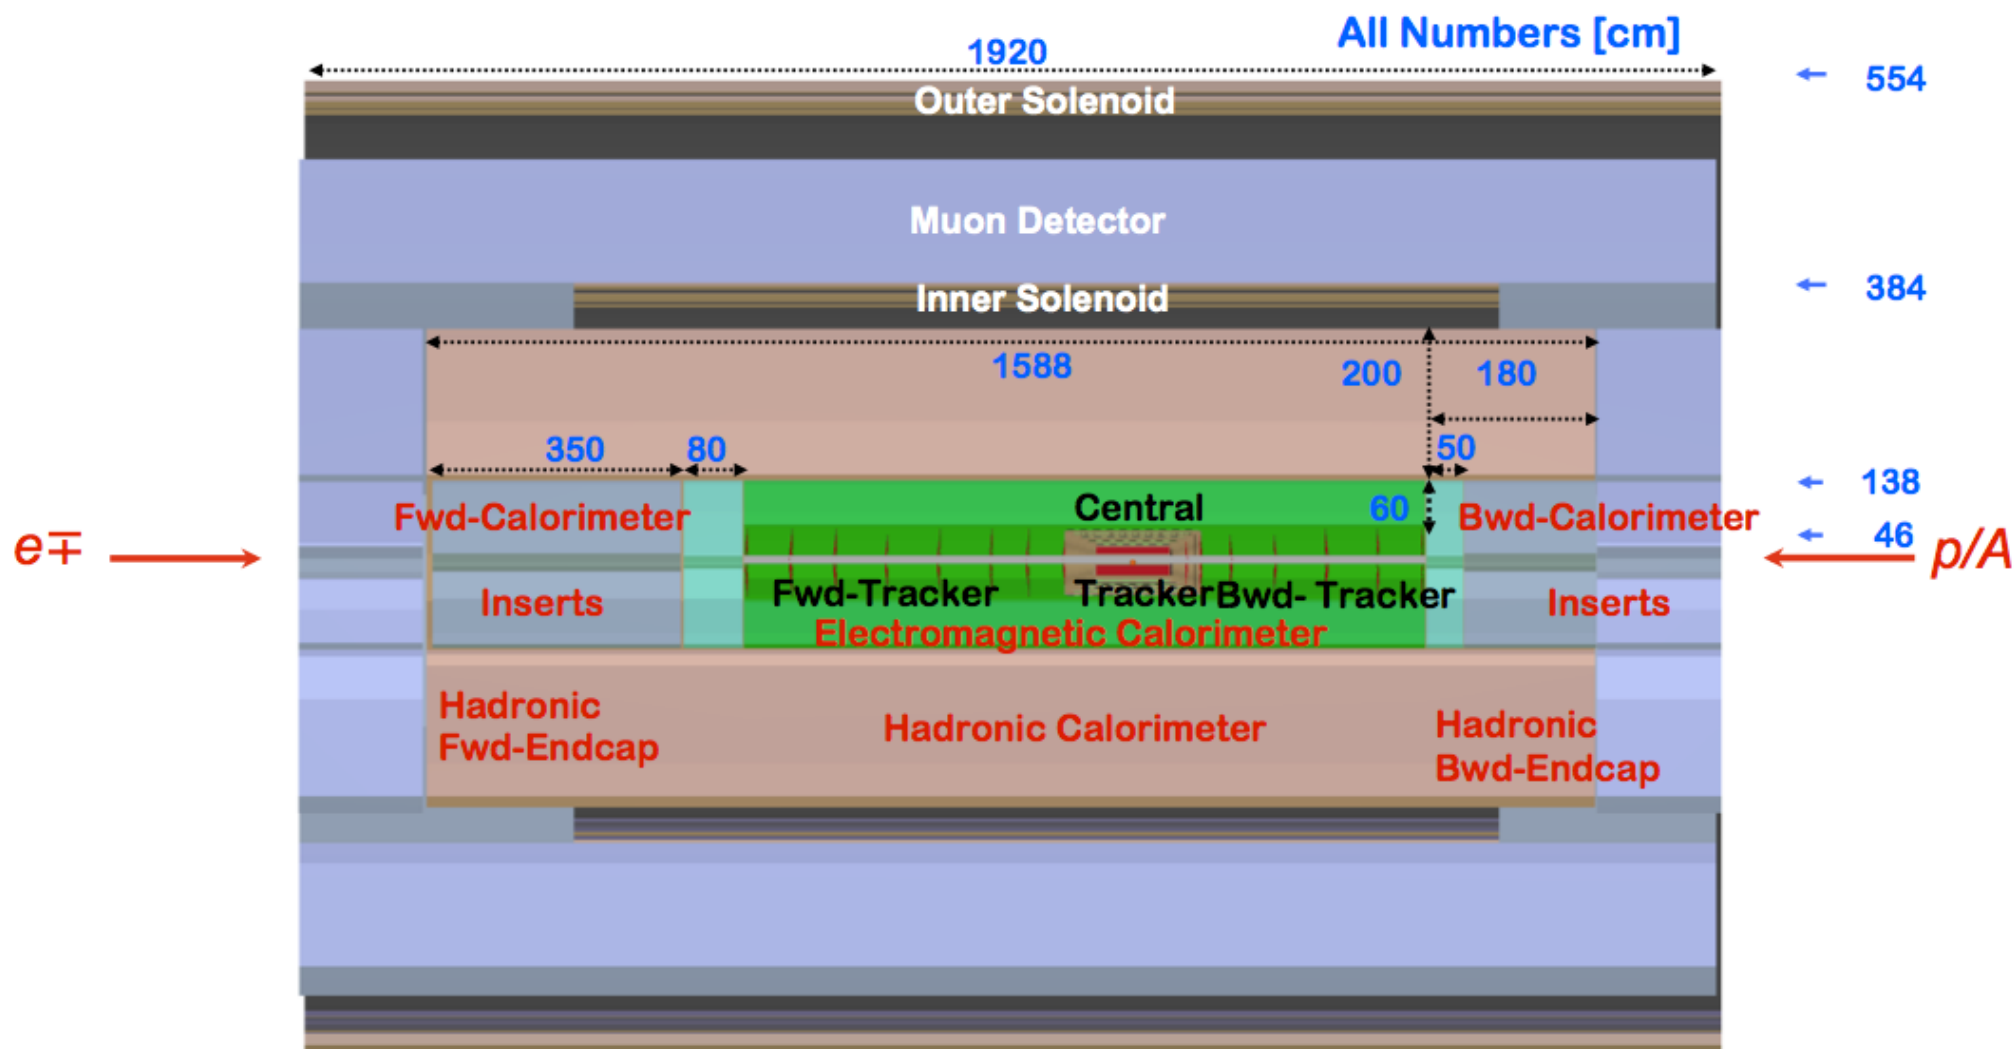 All Numbers [cm]
1920
554
Outer Solenoid
Muon Detector
384
Inner Solenoid
1588
200
180
350
80
50
138
Central
60
46
Fwd-Calorimeter
Bwd-Calorimeter
e∓
p/A
Fwd-Tracker
Tracker
Bwd- Tracker
Inserts
Inserts
Electromagnetic Calorimeter
Hadronic
Fwd-Endcap
Hadronic Calorimeter
Hadronic
Bwd-Endcap